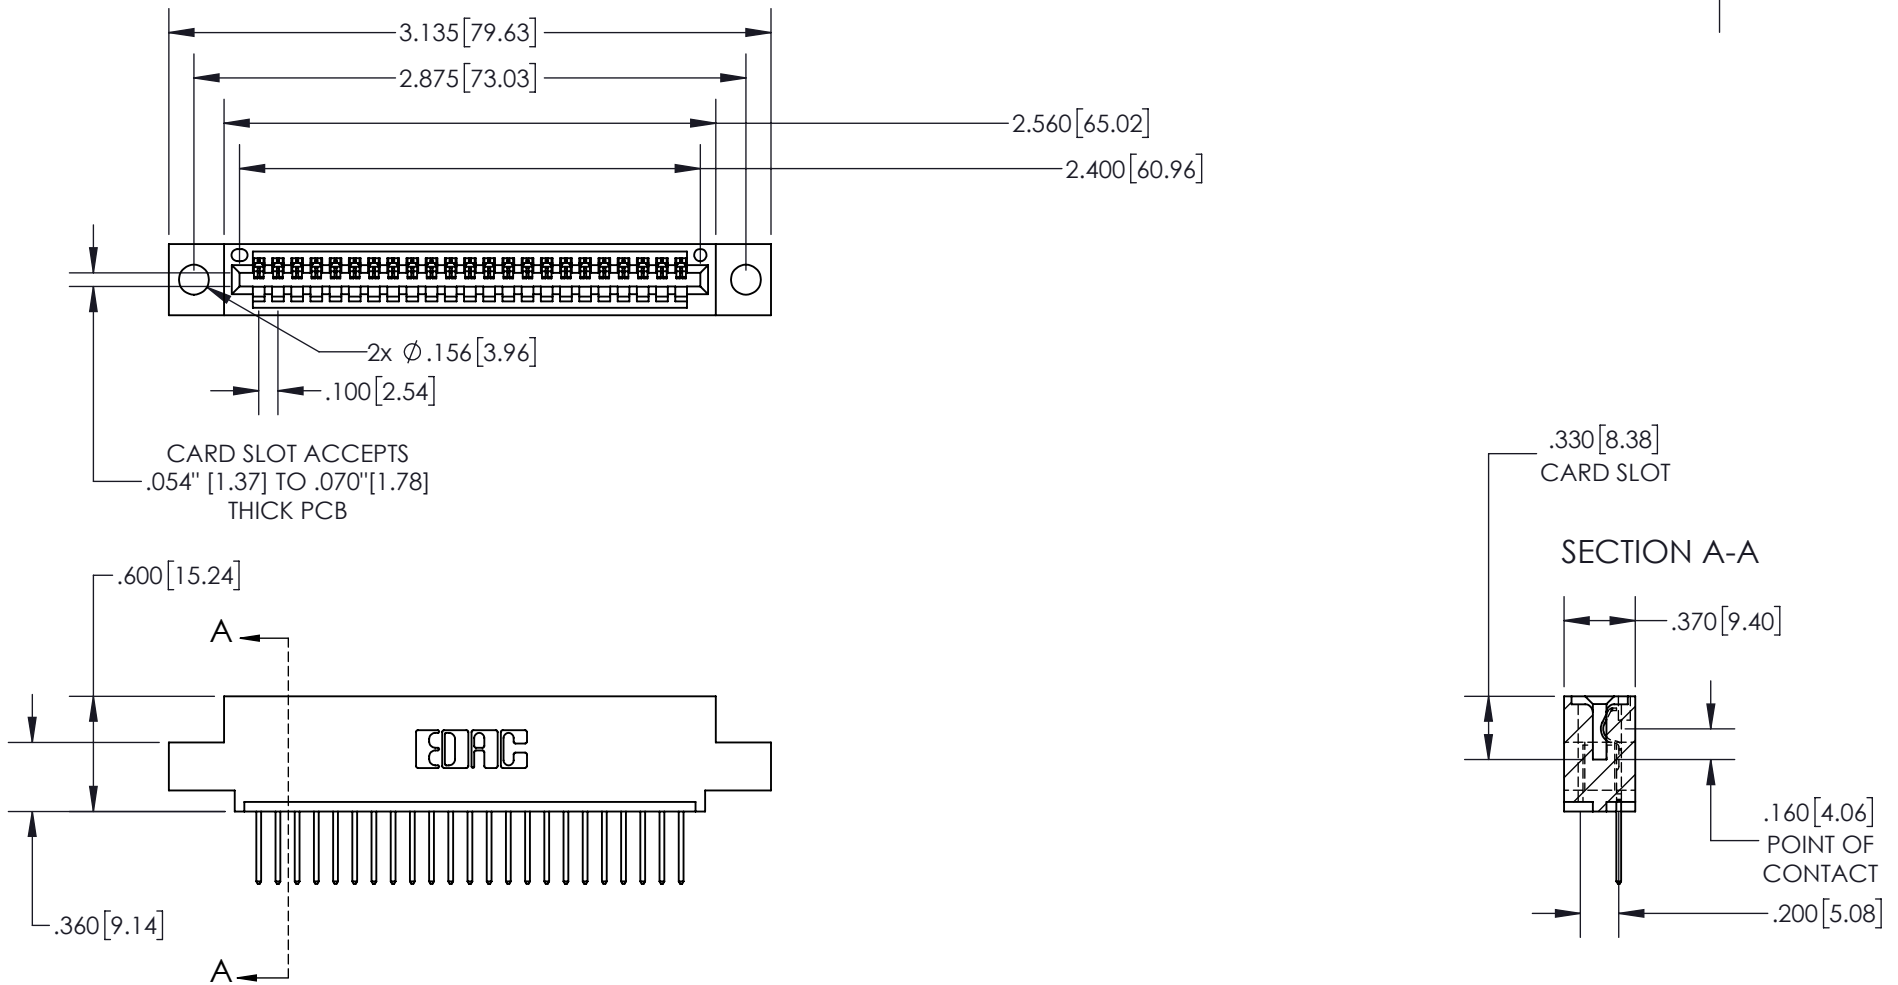 3.135[79.63]
2.875[73.03]
2.560[65.02]
2.400[60.96]
2x Ø.156[3.96]
.100[2.54]
CARD SLOT ACCEPTS
.054" [1.37] TO .070"[1.78]
THICK PCB
.330[8.38]
CARD SLOT
SECTION A-A
.370[9.40]
.600[15.24]
A
EDAC
.160[4.06]
POINT OF
CONTACT
.200[5.08]
.360[9.14]
A